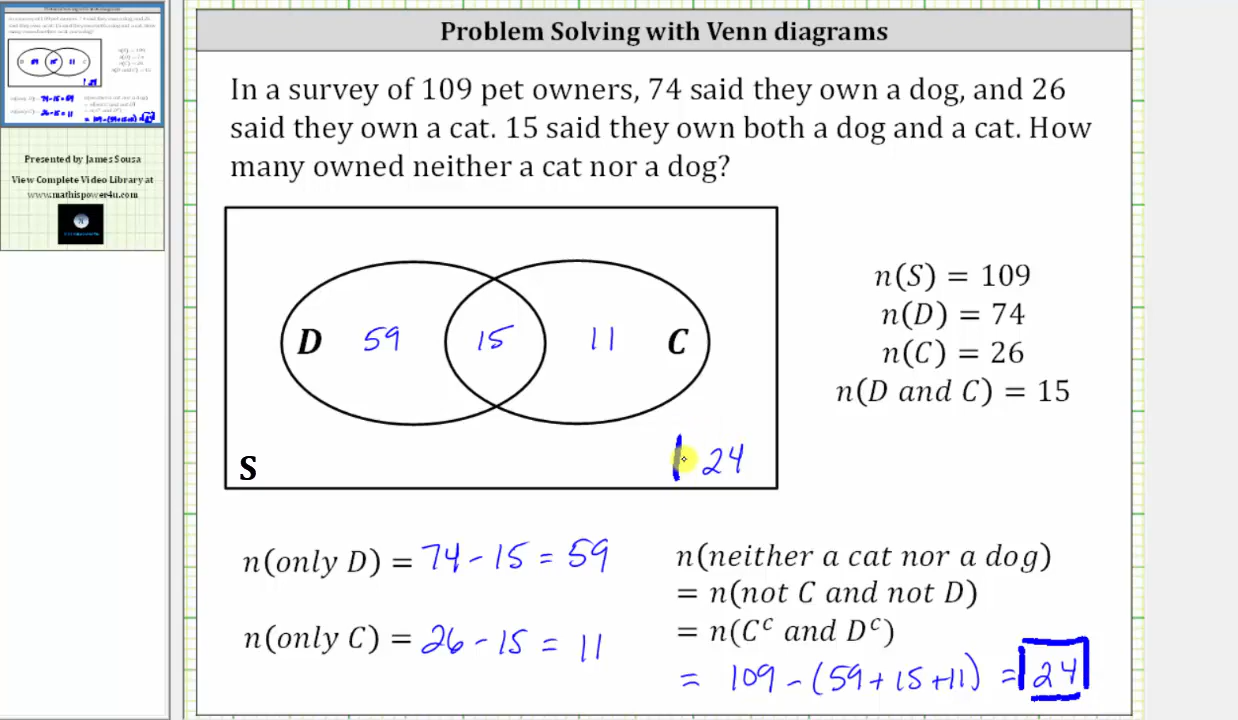 Problem Solving with Venn diagrams
In a survey of 109 pet owners, 74 said they own a dog, and 26
said they own a cat. 15 said they own both a dog and a cat. How
many owned neither a cat nor a dog?
D 59 15 11 C
S 24
n(S) = 109
n(D) = 74
n(C) = 26
n(D and C) = 15
n(only D) = 74 - 15 = 59
n(only C) = 26 - 15 = 11
n(neither a cat nor a dog)
= n(not C and not D)
= n(Cᶜ and Dᶜ)
= 109 - (59 + 15 + 11) = 24
Presented by James Sousa
View Complete Video Library at
www.mathispower4u.com